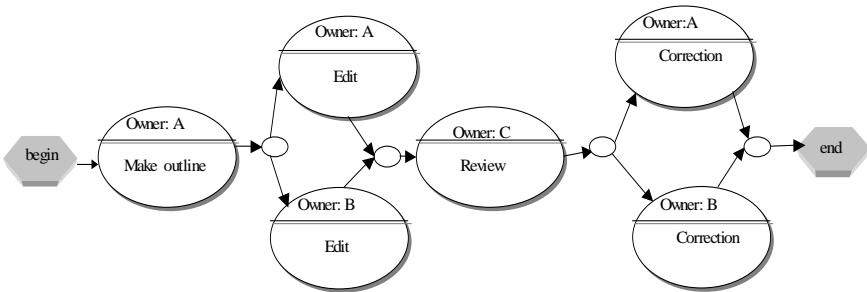 begin
Owner: A
Make outline
Owner: A
Edit
Owner: B
Edit
Owner: C
Review
Owner:A
Correction
Owner: B
Correction
end